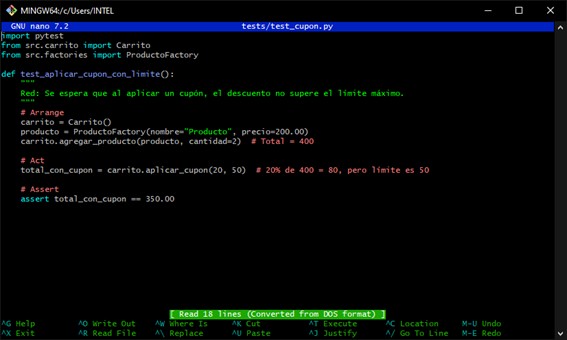 MINGW64:/c/Users/INTEL
GNU nano 7.2 tests/test_cupon.py
import pytest
from src.carrito import Carrito
from src.factories import ProductoFactory
def test_aplicar_cupon_con_limite():
"""
Red: Se espera que al aplicar un cupón, el descuento no supere el límite máximo.
"""
# Arrange
carrito = Carrito()
producto = ProductoFactory(nombre="Producto", precio=200.00)
carrito.agregar_producto(producto, cantidad=2)  # Total = 400
# Act
total_con_cupon = carrito.aplicar_cupon(20, 50)  # 20% de 400 = 80, pero límite es 50
# Assert
assert total_con_cupon == 350.00
[ Read 18 lines (Converted from DOS format) ]
^G Help ^O Write Out ^W Where Is ^K Cut ^T Execute ^C Location M-U Undo
^X Exit ^R Read File ^\ Replace ^U Paste ^J Justify ^/ Go To Line M-E Redo